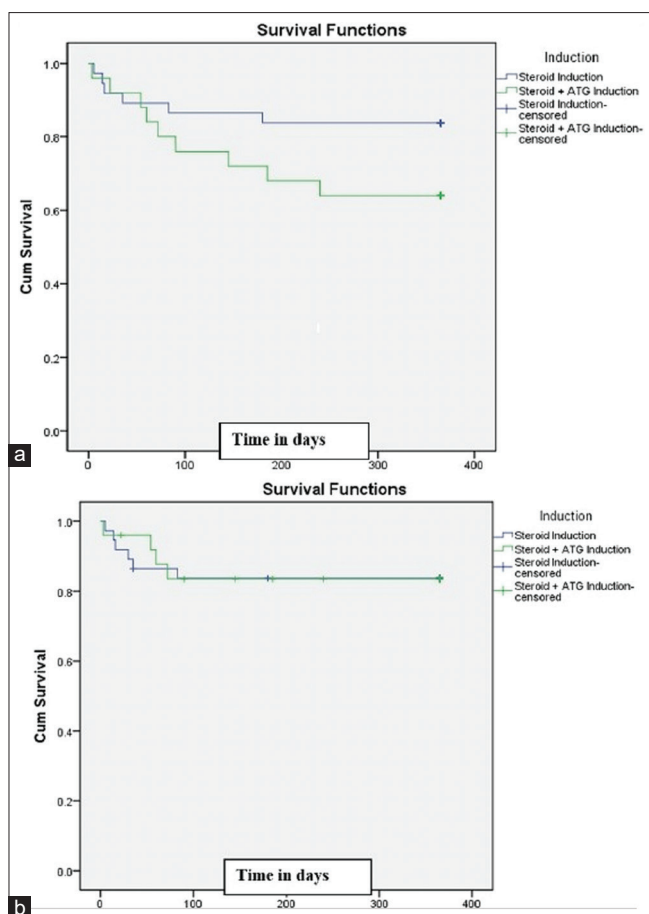 Survival Functions
Induction
Steroid Induction
Steroid + ATG Induction
Steroid Induction-
censored
Steroid + ATG Induction-
censored
1.0
0.8
0.6
0.4
0.2
0.0
Cum Survival
Time in days
0 100 200 300 400
a
Survival Functions
Induction
Steroid Induction
Steroid + ATG Induction
Steroid Induction-
censored
Steroid + ATG Induction-
censored
1.0
0.8
0.6
0.4
0.2
0.0
Cum Survival
Time in days
0 100 200 300 400
b